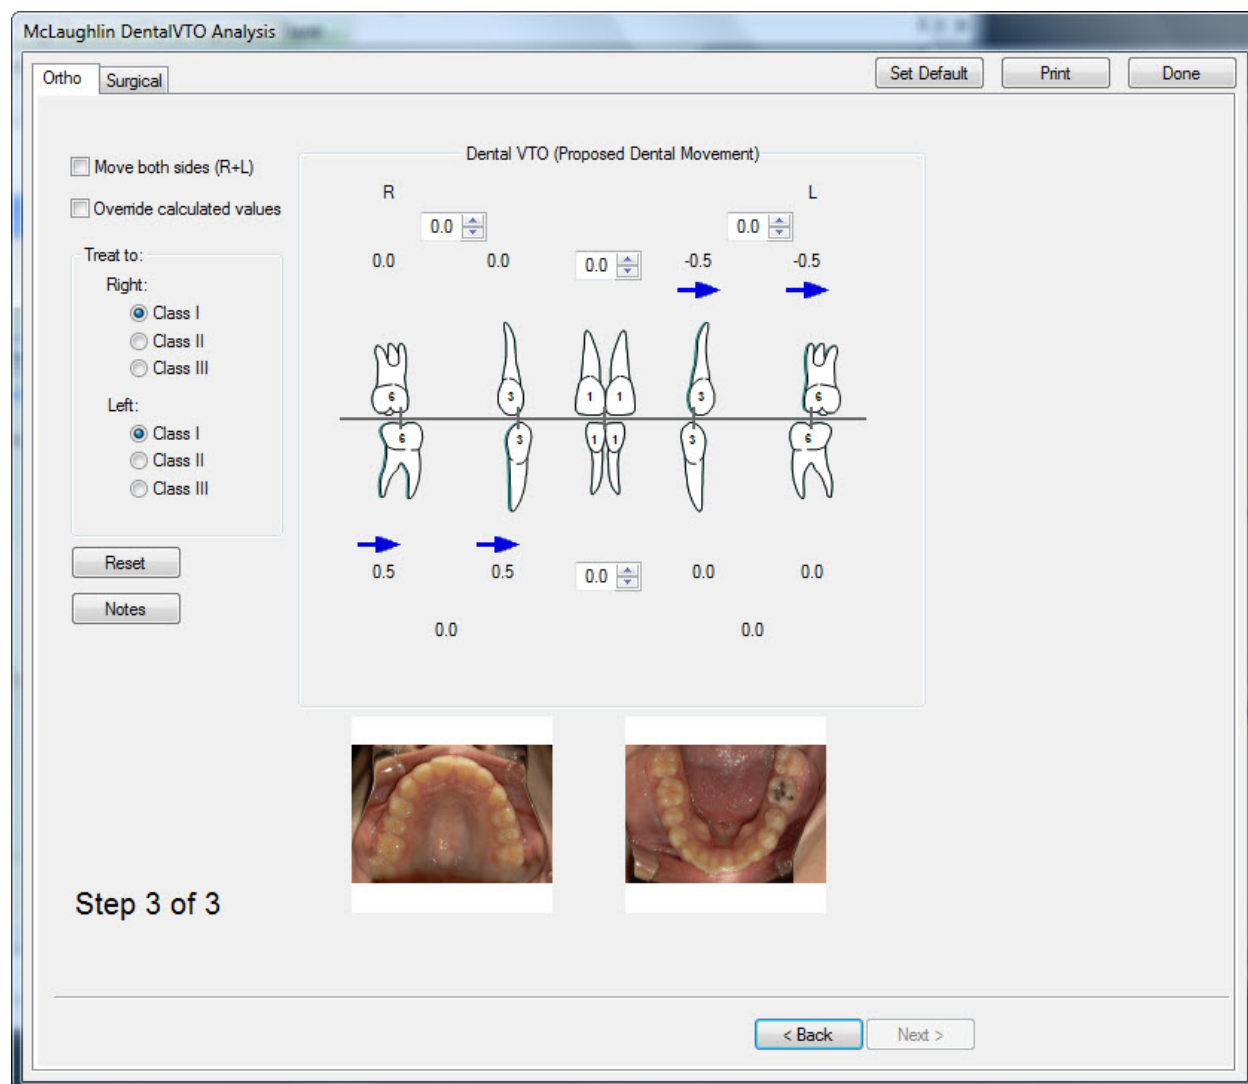 McLaughlin DentalVTO Analysis
Ortho
Surgical
Set Default
Print
Done
Move both sides (R+L)
Override calculated values
Treat to:
Right:
Class I
Class II
Class III
Left:
Class I
Class II
Class III
Reset
Notes
Dental VTO (Proposed Dental Movement)
R L
0.0 0.0
0.0 0.0 0.0 -0.5 -0.5
6 3 1 1 3 6
6 3 1 1 3 6
0.5 0.5 0.0 0.0 0.0
0.0 0.0
Step 3 of 3
< Back
Next >